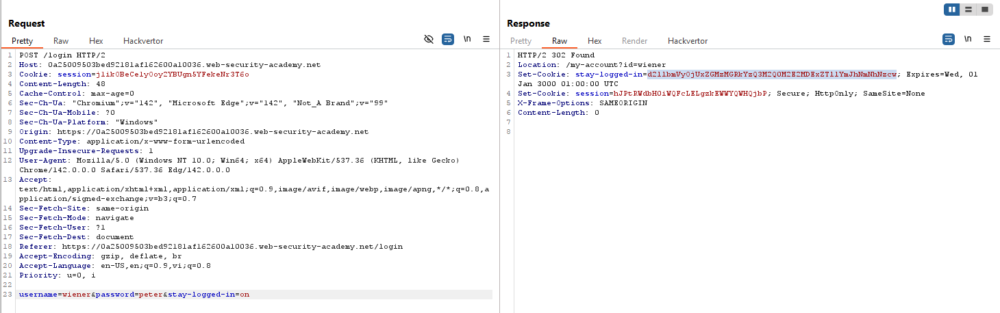 Request
Pretty Raw Hex Hackvertor \n
1 POST /login HTTP/2
2 Host: 0a25009503bed92181af162600a10036.web-security-academy.net
3 Cookie: session=jlik0BeCely0oy2YBUgn5YFekeNr3T6o
4 Content-Length: 48
5 Cache-Control: max-age=0
6 Sec-Ch-Ua: "Chromium";v="142", "Microsoft Edge";v="142", "Not_A Brand";v="99"
7 Sec-Ch-Ua-Mobile: ?0
8 Sec-Ch-Ua-Platform: "Windows"
9 Origin: https://0a25009503bed92181af162600a10036.web-security-academy.net
10 Content-Type: application/x-www-form-urlencoded
11 Upgrade-Insecure-Requests: 1
12 User-Agent: Mozilla/5.0 (Windows NT 10.0; Win64; x64) AppleWebKit/537.36 (KHTML, like Gecko)
Chrome/142.0.0.0 Safari/537.36 Edg/142.0.0.0
13 Accept:
text/html,application/xhtml+xml,application/xml;q=0.9,image/avif,image/webp,image/apng,*/*;q=0.8,a
pplication/signed-exchange;v=b3;q=0.7
14 Sec-Fetch-Site: same-origin
15 Sec-Fetch-Mode: navigate
16 Sec-Fetch-User: ?1
17 Sec-Fetch-Dest: document
18 Referer: https://0a25009503bed92181af162600a10036.web-security-academy.net/login
19 Accept-Encoding: gzip, deflate, br
20 Accept-Language: en-US,en;q=0.9,vi;q=0.8
21 Priority: u=0, i
22
23 username=wiener&password=peter&stay-logged-in=on
Response
Pretty Raw Hex Render Hackvertor \n
1 HTTP/2 302 Found
2 Location: /my-account?id=wiener
3 Set-Cookie: stay-logged-in=d2llbmVyOjUxZGMzMGRkYzQ3M2Q0M2E2MDExZTllYmJhNmNhNzcw; Expires=Wed, 01
Jan 3000 01:00:00 UTC
4 Set-Cookie: session=hJPtRWdbH0iWQFcLELgzkEWWYQWHQjbP; Secure; HttpOnly; SameSite=None
5 X-Frame-Options: SAMEORIGIN
6 Content-Length: 0
7
8